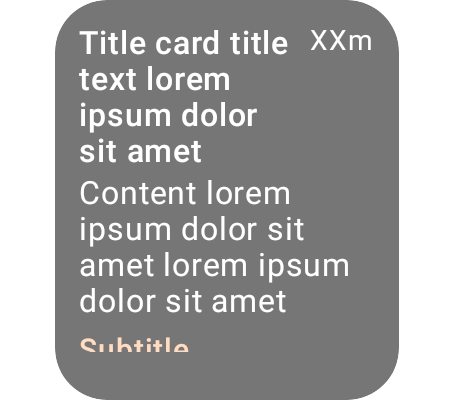 Title card title XXm
text lorem
ipsum dolor
sit amet
Content lorem
ipsum dolor sit
amet lorem ipsum
dolor sit amet
Subtitle